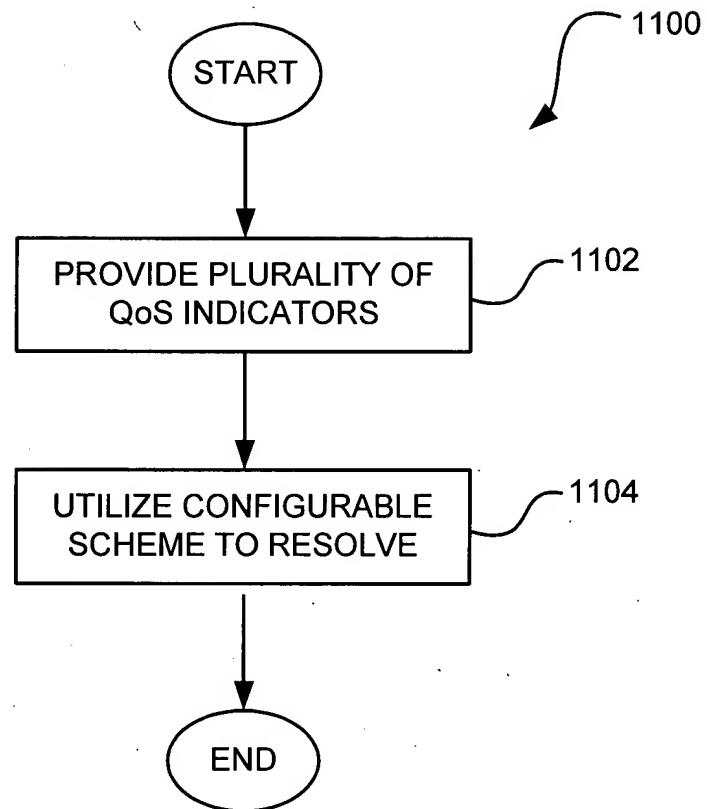 1100
START
PROVIDE PLURALITY OF
QoS INDICATORS
1102
UTILIZE CONFIGURABLE
SCHEME TO RESOLVE
1104
END